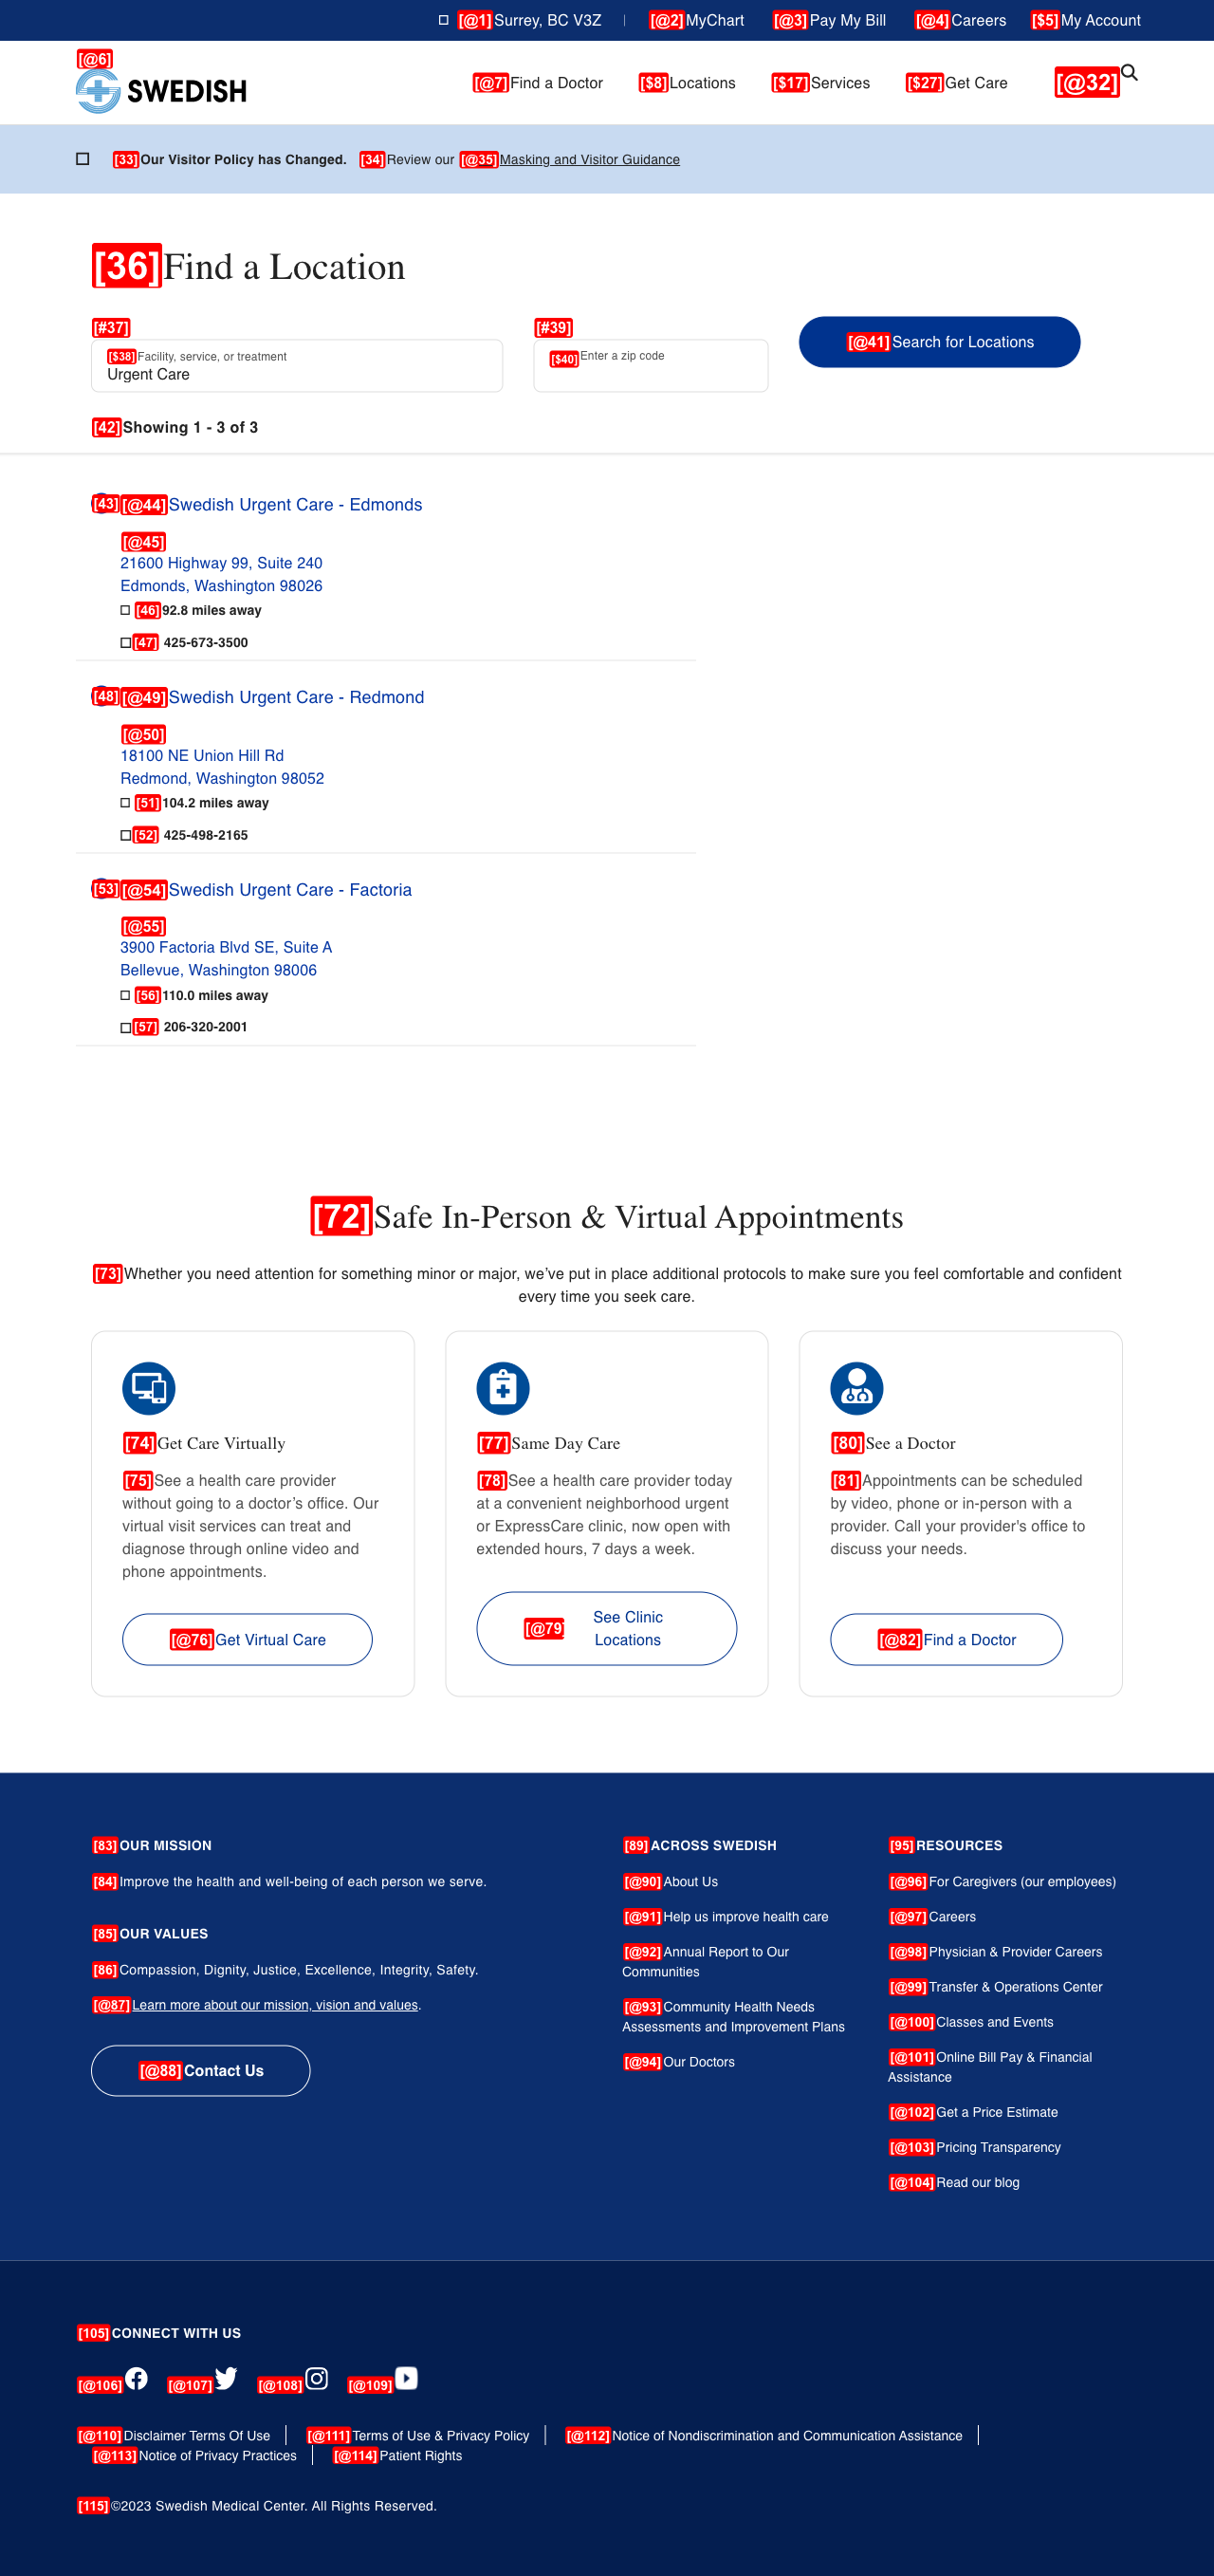 [@1] Surrey, BC V3Z [@2] MyChart [@3] Pay My Bill [@4] Careers [$5] My Account
[@6]
SWEDISH [@7] Find a Doctor [$8] Locations [$17] Services [$27] Get Care [@32]
[33] Our Visitor Policy has Changed. [34] Review our [@35] Masking and Visitor Guidance
[36] Find a Location
[#37] [#39]
[$38] Facility, service, or treatment [$40] Enter a zip code [@41] Search for Locations
Urgent Care
[42] Showing 1 - 3 of 3
[43] [@44] Swedish Urgent Care - Edmonds
[@45]
21600 Highway 99, Suite 240
Edmonds, Washington 98026
[46] 92.8 miles away
[47] 425-673-3500
[48] [@49] Swedish Urgent Care - Redmond
[@50]
18100 NE Union Hill Rd
Redmond, Washington 98052
[51] 104.2 miles away
[52] 425-498-2165
[53] [@54] Swedish Urgent Care - Factoria
[@55]
3900 Factoria Blvd SE, Suite A
Bellevue, Washington 98006
[56] 110.0 miles away
[57] 206-320-2001
[72] Safe In-Person & Virtual Appointments
[73] Whether you need attention for something minor or major, we’ve put in place additional protocols to make sure you feel comfortable and confident
every time you seek care.
[74] Get Care Virtually
[75] See a health care provider
without going to a doctor’s office. Our
virtual visit services can treat and
diagnose through online video and
phone appointments.
[@76] Get Virtual Care
[77] Same Day Care
[78] See a health care provider today
at a convenient neighborhood urgent
or ExpressCare clinic, now open with
extended hours, 7 days a week.
[@79] See Clinic
Locations
[80] See a Doctor
[81] Appointments can be scheduled
by video, phone or in-person with a
provider. Call your provider's office to
discuss your needs.
[@82] Find a Doctor
[83] OUR MISSION
[84] Improve the health and well-being of each person we serve.
[85] OUR VALUES
[86] Compassion, Dignity, Justice, Excellence, Integrity, Safety.
[@87] Learn more about our mission, vision and values.
[@88] Contact Us
[89] ACROSS SWEDISH
[@90] About Us
[@91] Help us improve health care
[@92] Annual Report to Our
Communities
[@93] Community Health Needs
Assessments and Improvement Plans
[@94] Our Doctors
[95] RESOURCES
[@96] For Caregivers (our employees)
[@97] Careers
[@98] Physician & Provider Careers
[@99] Transfer & Operations Center
[@100] Classes and Events
[@101] Online Bill Pay & Financial
Assistance
[@102] Get a Price Estimate
[@103] Pricing Transparency
[@104] Read our blog
[105] CONNECT WITH US
[@106] [@107] [@108] [@109]
[@110] Disclaimer Terms Of Use [@111] Terms of Use & Privacy Policy [@112] Notice of Nondiscrimination and Communication Assistance
[@113] Notice of Privacy Practices [@114] Patient Rights
[115] ©2023 Swedish Medical Center. All Rights Reserved.